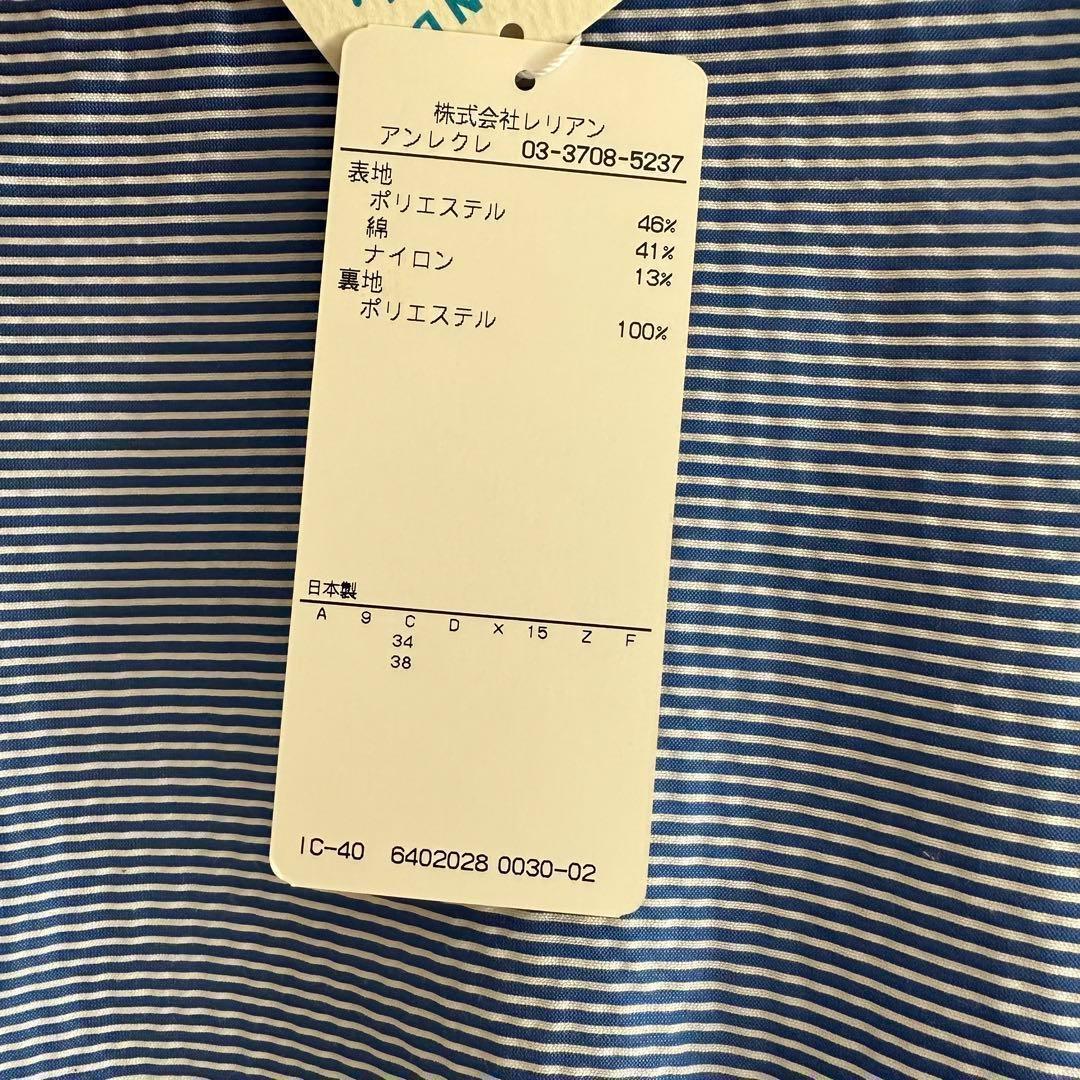 株式会社レリアン
アンレクレ 03-3708-5237
表地
ポリエステル 46%
綿 41%
ナイロン 13%
裏地
ポリエステル 100%
日本製
A 9 C D X 15 Z F
34
38
IC-40 6402028 0030-02